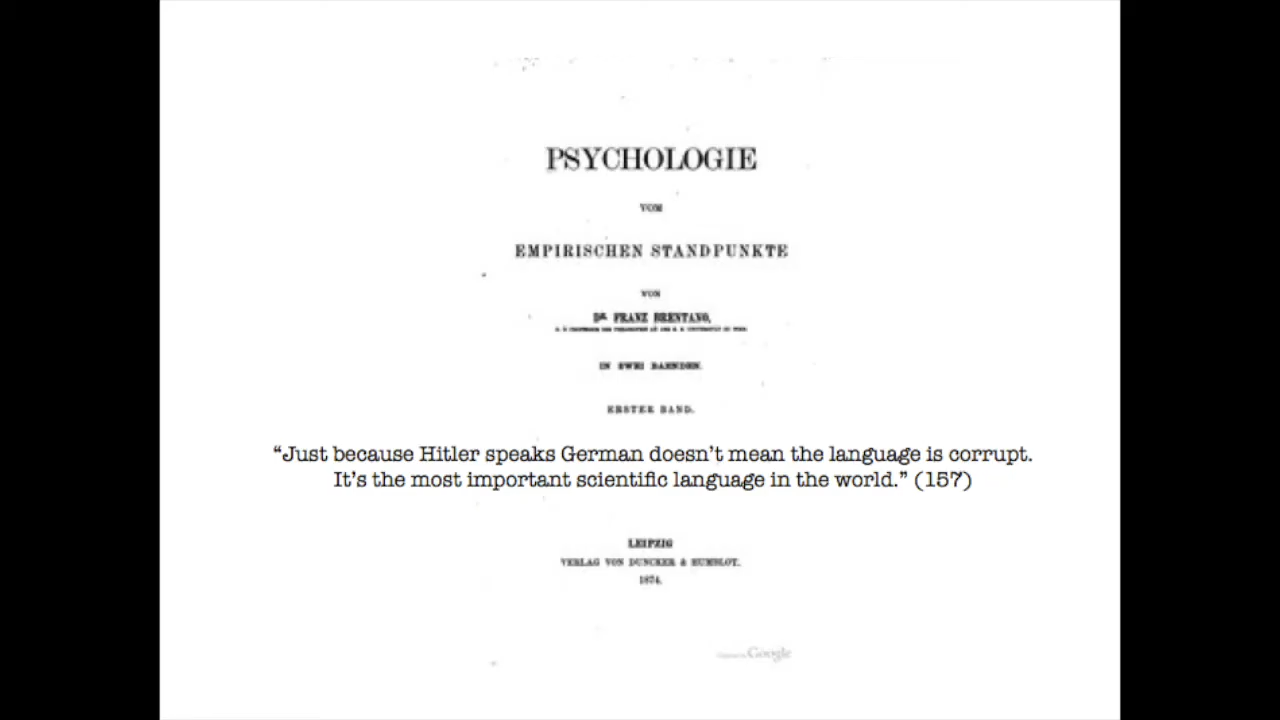 PSYCHOLOGIE
VOM
EMPIRISCHEN STANDPUNKTE
VON
DR. FRANZ BRENTANO,
IN ZWEI BAENDEN.
ERSTER BAND.
“Just because Hitler speaks German doesn’t mean the language is corrupt.
It’s the most important scientific language in the world.” (157)
LEIPZIG
VERLAG VON DUNCKER & HUMBLOT.
1874.
Google